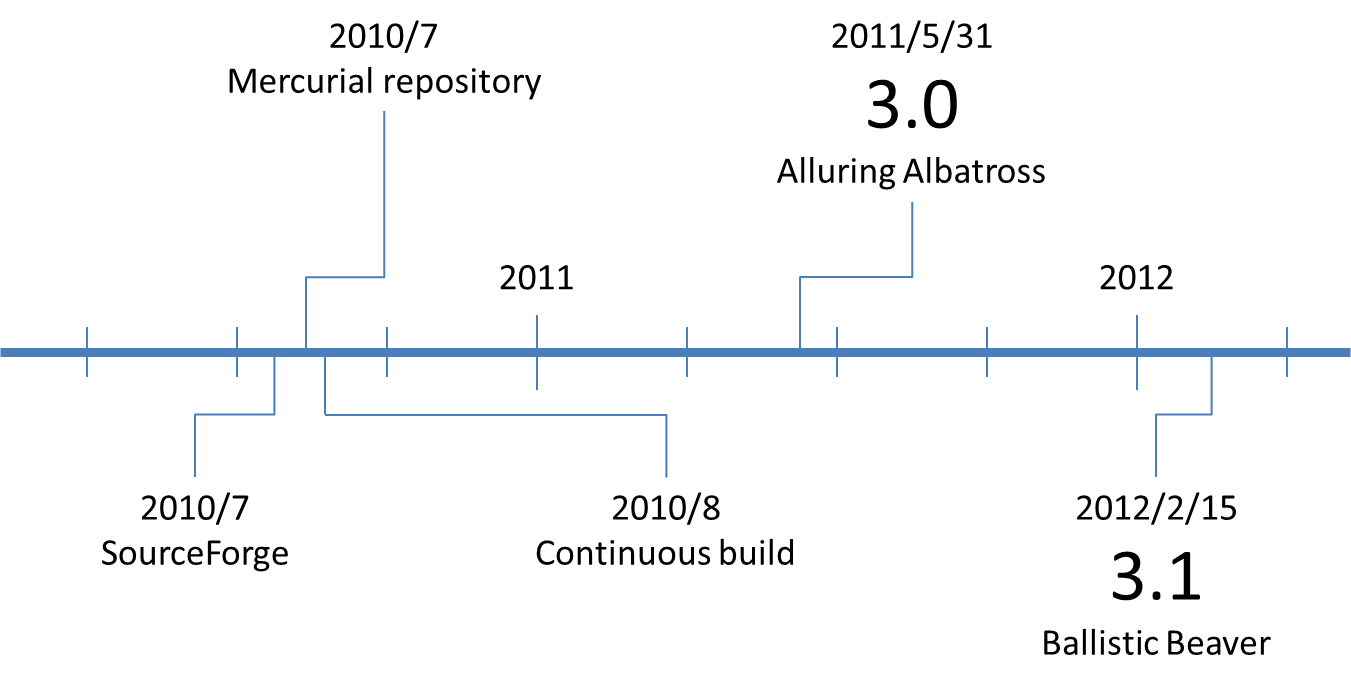 2010/7
Mercurial repository
2011/5/31
3.0
Alluring Albatross
2011
2012
2010/7
SourceForge
2010/8
Continuous build
2012/2/15
3.1
Ballistic Beaver